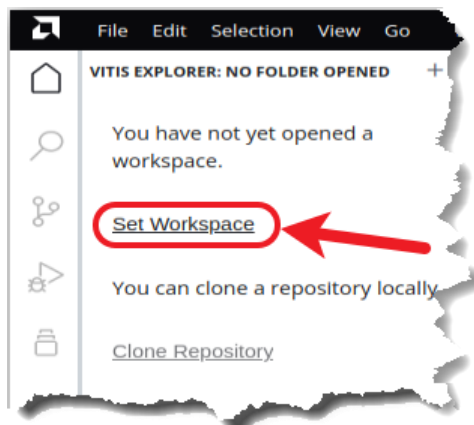 File Edit Selection View Go
VITIS EXPLORER: NO FOLDER OPENED +
You have not yet opened a
workspace.
Set Workspace
You can clone a repository locally
Clone Repository